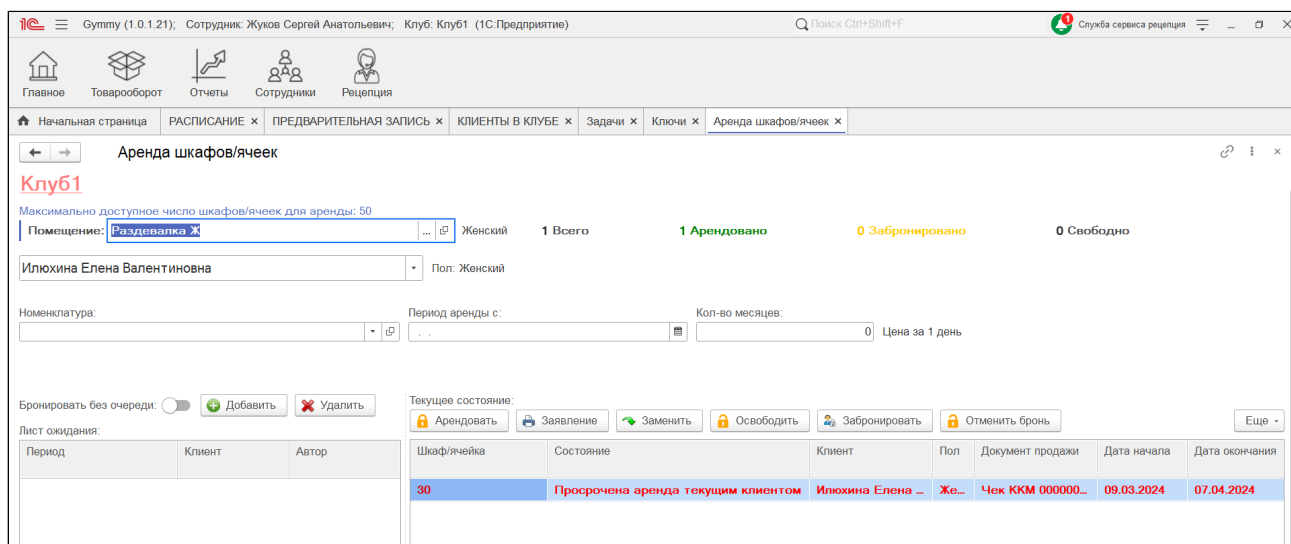 1С Gymmy (1.0.1.21); Сотрудник: Жуков Сергей Анатольевич; Клуб: Клуб1 (1С:Предприятие) Поиск Ctrl+Shift+F 1 Служба сервиса рецепция
Главное Товарооборот Отчеты Сотрудники Рецепция
Начальная страница РАСПИСАНИЕ × ПРЕДВАРИТЕЛЬНАЯ ЗАПИСЬ × КЛИЕНТЫ В КЛУБЕ × Задачи × Ключи × Аренда шкафов/ячеек ×
Аренда шкафов/ячеек
Клуб1
Максимально доступное число шкафов/ячеек для аренды: 50
Помещение: Раздевалка Ж ... Женский 1 Всего 1 Арендовано 0 Забронировано 0 Свободно
Илюхина Елена Валентиновна Пол: Женский
Номенклатура: Период аренды с: Кол-во месяцев:
. . 0 Цена за 1 день
Текущее состояние:
Бронировать без очереди: Добавить Удалить Арендовать Заявление Заменить Освободить Забронировать Отменить бронь Еще
Лист ожидания:
Период Клиент Автор Шкаф/ячейка Состояние Клиент Пол Документ продажи Дата начала Дата окончания
30 Просрочена аренда текущим клиентом Илюхина Елена ... Же... Чек ККМ 000000... 09.03.2024 07.04.2024